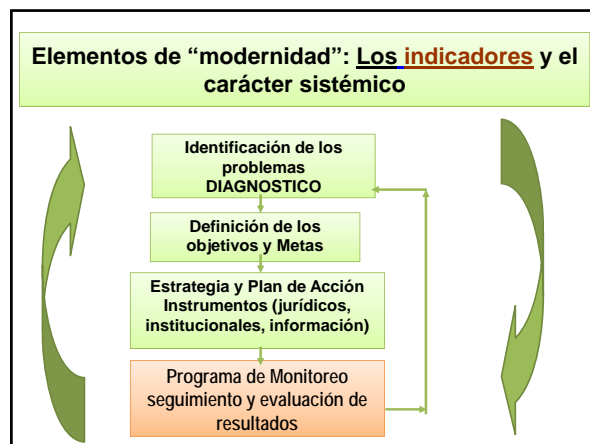 Elementos de “modernidad”: Los indicadores y el
carácter sistémico
Identificación de los
problemas
DIAGNOSTICO
Definición de los
objetivos y Metas
Estrategia y Plan de Acción
Instrumentos (jurídicos,
institucionales, información)
Programa de Monitoreo
seguimiento y evaluación de
resultados